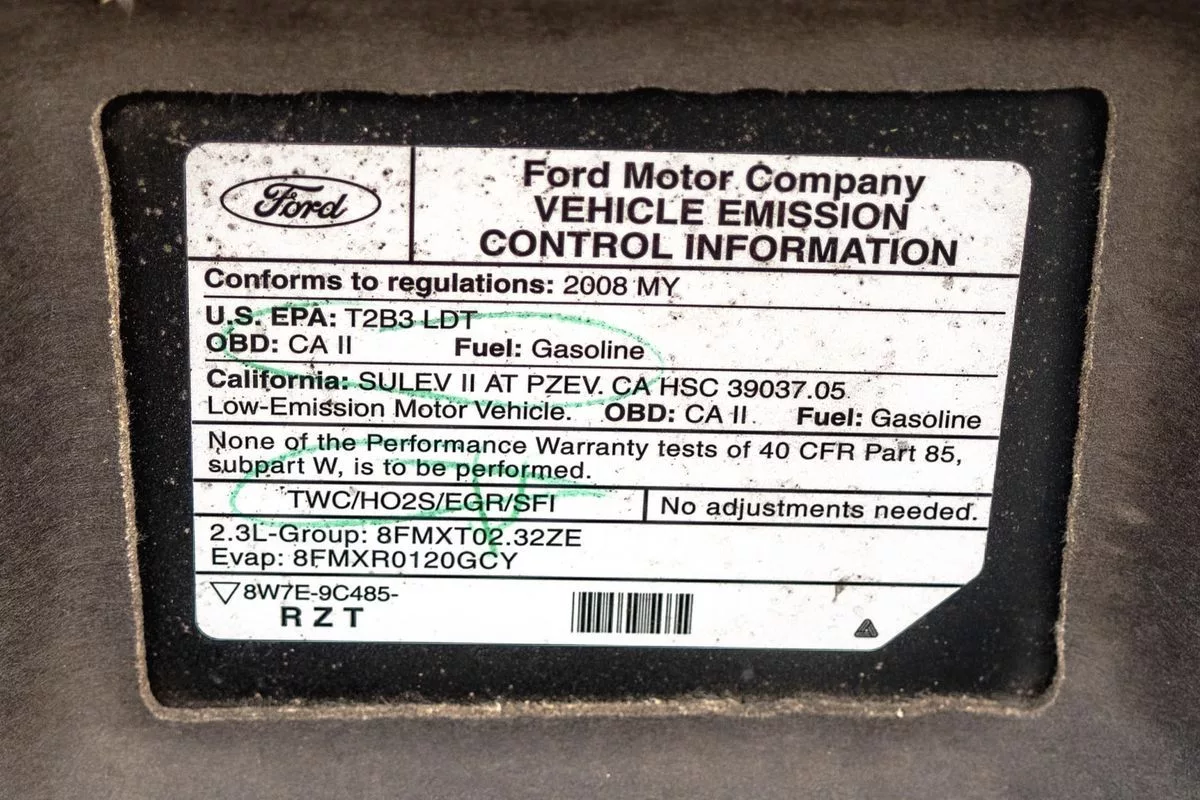 Ford
Ford Motor Company
VEHICLE EMISSION
CONTROL INFORMATION
Conforms to regulations: 2008 MY
U.S. EPA: T2B3 LDT
OBD: CA II Fuel: Gasoline
California: SULEV II AT PZEV. CA HSC 39037.05
Low-Emission Motor Vehicle. OBD: CA II. Fuel: Gasoline
None of the Performance Warranty tests of 40 CFR Part 85,
subpart W, is to be performed.
TWC/HO2S/EGR/SFI No adjustments needed.
2.3L-Group: 8FMXT02.32ZE
Evap: 8FMXR0120GCY
8W7E-9C485-
R Z T